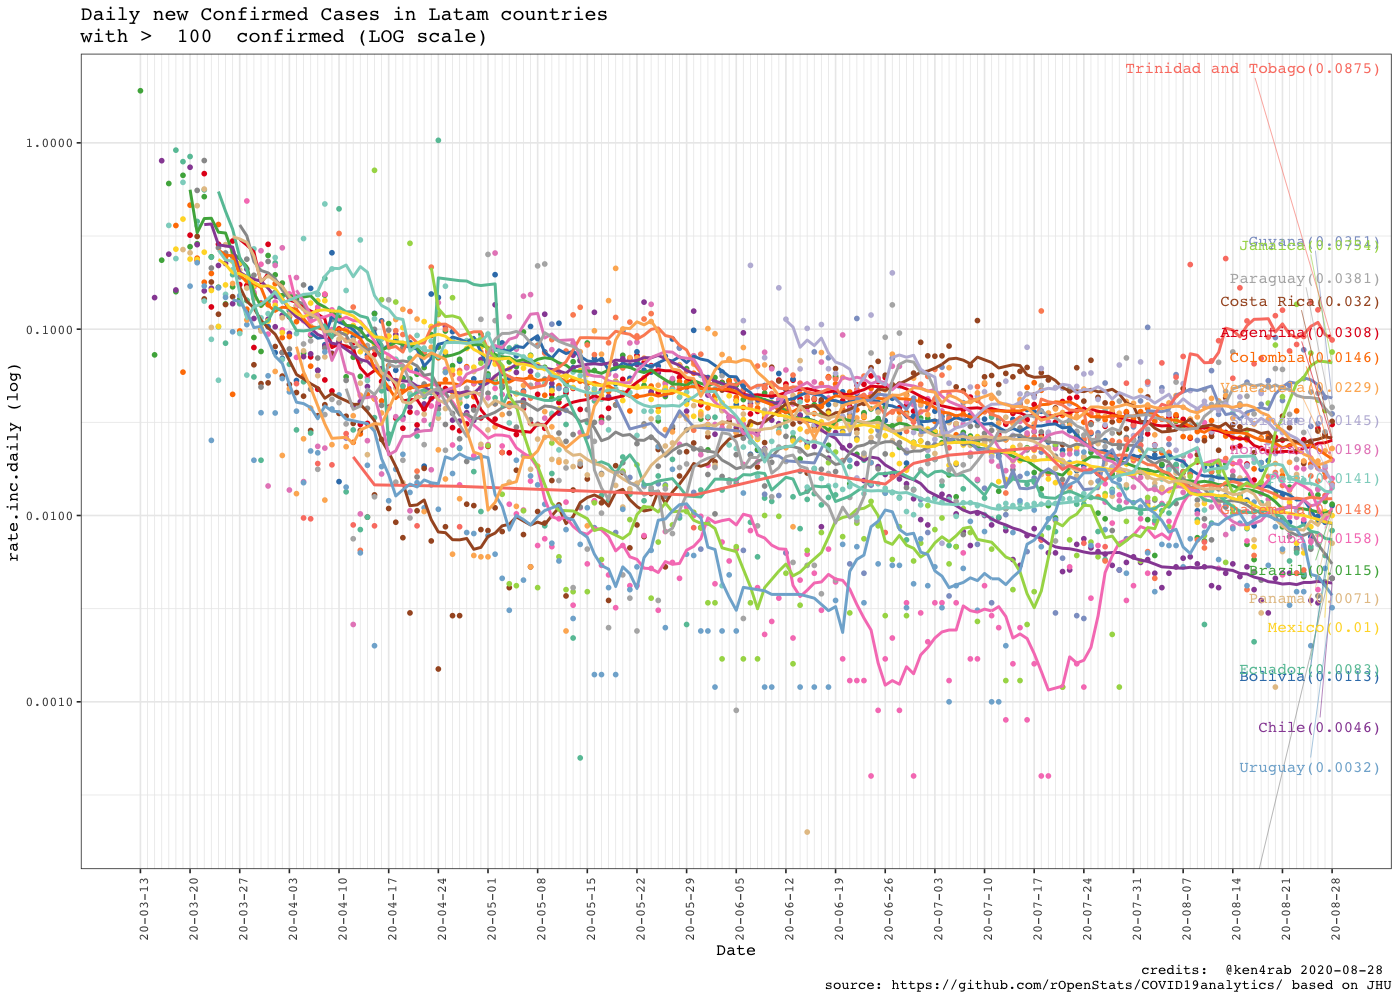 Daily new Confirmed Cases in Latam countries
with >  100  confirmed (LOG scale)
Trinidad and Tobago(0.0875)
Guyana(0.0351)
Paraguay(0.0381)
Costa Rica(0.032)
Argentina(0.0308)
Colombia(0.0146)
Cuba(0.0158)
Brazil(0.0115)
Panama(0.0071)
Mexico(0.01)
Ecuador(0.0083)
Bolivia(0.0113)
Chile(0.0046)
Uruguay(0.0032)
rate.inc.daily (log)
1.0000
0.1000
0.0100
0.0010
20-03-13
20-03-20
20-03-27
20-04-03
20-04-10
20-04-17
20-04-24
20-05-01
20-05-08
20-05-15
20-05-22
20-05-29
20-06-05
20-06-12
20-06-19
20-06-26
20-07-03
20-07-10
20-07-17
20-07-24
20-07-31
20-08-07
20-08-14
20-08-21
20-08-28
Date
credits:  @ken4rab 2020-08-28
source: https://github.com/rOpenStats/COVID19analytics/ based on JHU